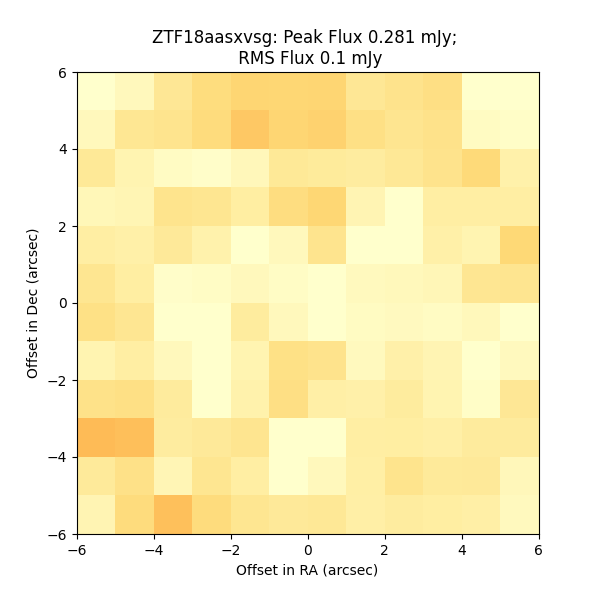 ZTF18aasxvsg: Peak Flux 0.281 mJy;
RMS Flux 0.1 mJy
6
4
2
0
−2
−4
−6
Offset in Dec (arcsec)
−6 −4 −2 0 2 4 6
Offset in RA (arcsec)